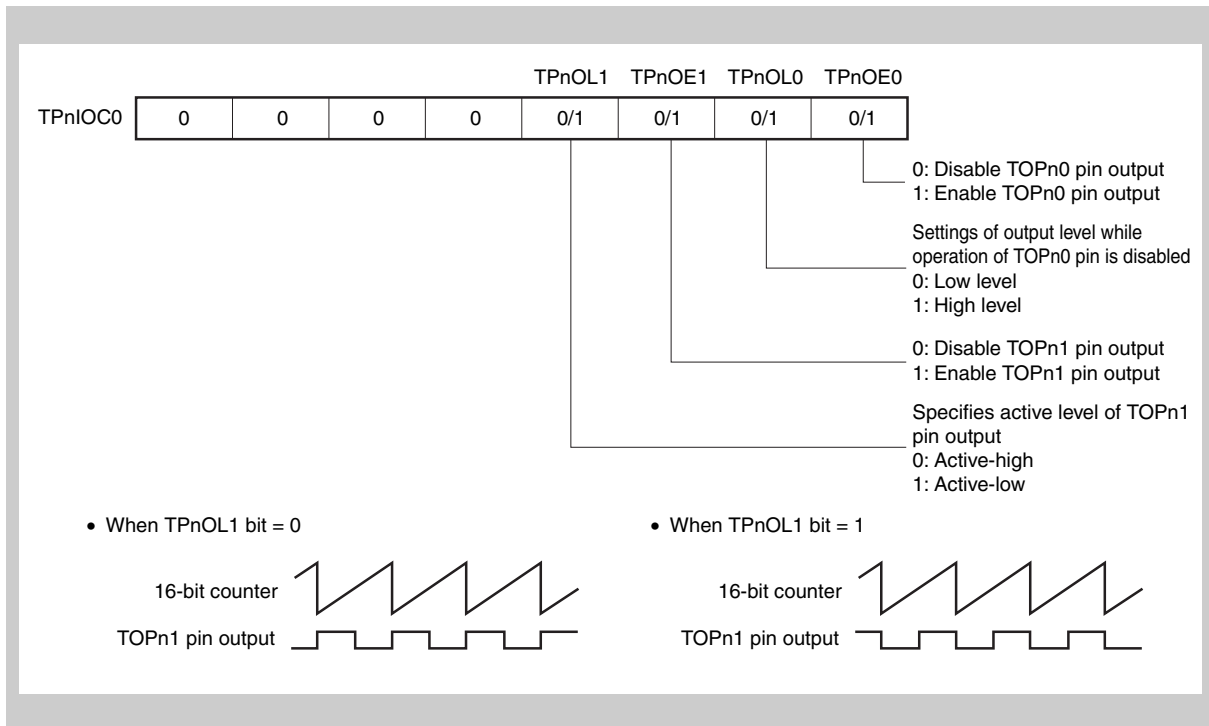 TPnOL1 TPnOE1 TPnOL0 TPnOE0
TPnIOC0 0 0 0 0 0/1 0/1 0/1 0/1
0: Disable TOPn0 pin output
1: Enable TOPn0 pin output
Settings of output level while
operation of TOPn0 pin is disabled
0: Low level
1: High level
0: Disable TOPn1 pin output
1: Enable TOPn1 pin output
Specifies active level of TOPn1
pin output
0: Active-high
1: Active-low
• When TPnOL1 bit = 0
16-bit counter
TOPn1 pin output
• When TPnOL1 bit = 1
16-bit counter
TOPn1 pin output